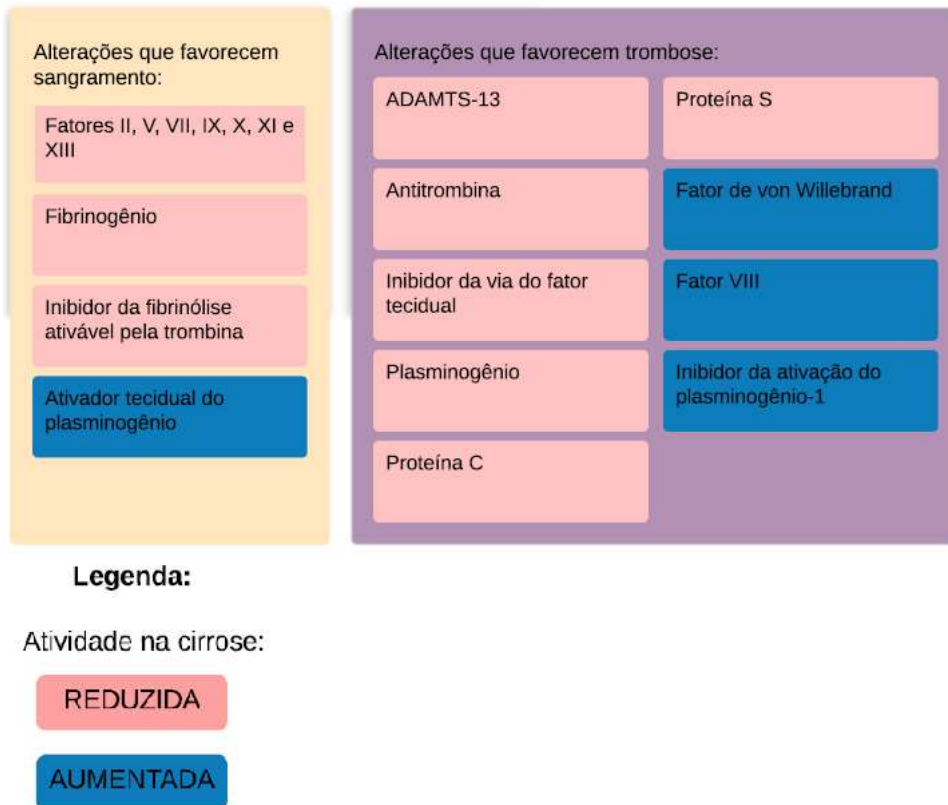 Alterações que favorecem
sangramento:
Fatores II, V, VII, IX, X, XI e
XIII
Fibrinogênio
Inibidor da fibrinólise
ativável pela trombina
Ativador tecidual do
plasminogênio
Alterações que favorecem trombose:
ADAMTS-13
Antitrombina
Inibidor da via do fator
tecidual
Plasminogênio
Proteína C
Proteína S
Fator de von Willebrand
Fator VIII
Inibidor da ativação do
plasminogênio-1
Legenda:
Atividade na cirrose:
REDUZIDA
AUMENTADA